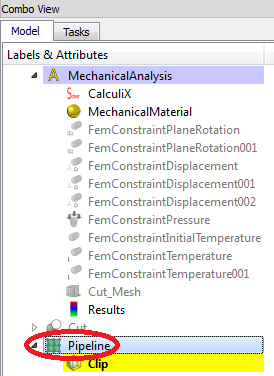 Combo View
Model Tasks
Labels & Attributes
MechanicalAnalysis
Solver CalculiX
MechanicalMaterial
FemConstraintPlaneRotation
FemConstraintPlaneRotation001
FemConstraintDisplacement
FemConstraintDisplacement001
FemConstraintDisplacement002
FemConstraintPressure
FemConstraintInitialTemperature
FemConstraintTemperature
FemConstraintTemperature001
Cut_Mesh
Results
Cut
Pipeline
Clip